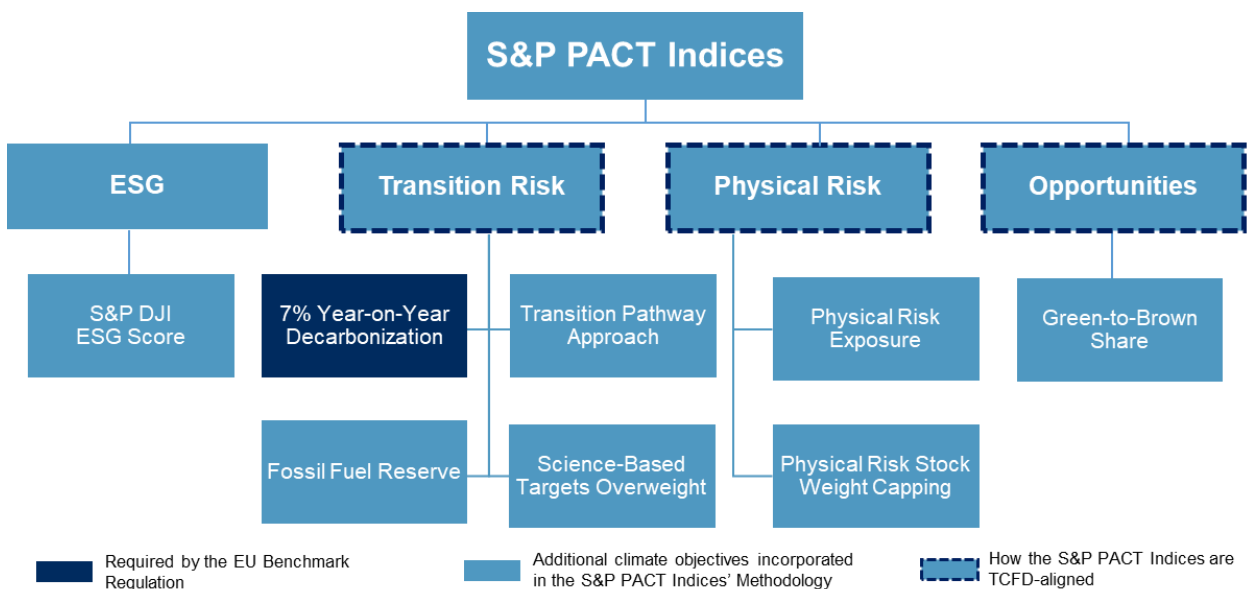 S&P PACT Indices
ESG
Transition Risk
Physical Risk
Opportunities
S&P DJI
ESG Score
7% Year-on-Year
Decarbonization
Transition Pathway
Approach
Physical Risk
Exposure
Green-to-Brown
Share
Fossil Fuel Reserve
Science-Based
Targets Overweight
Physical Risk Stock
Weight Capping
Required by the EU Benchmark
Regulation
Additional climate objectives incorporated
in the S&P PACT Indices’ Methodology
How the S&P PACT Indices are
TCFD-aligned